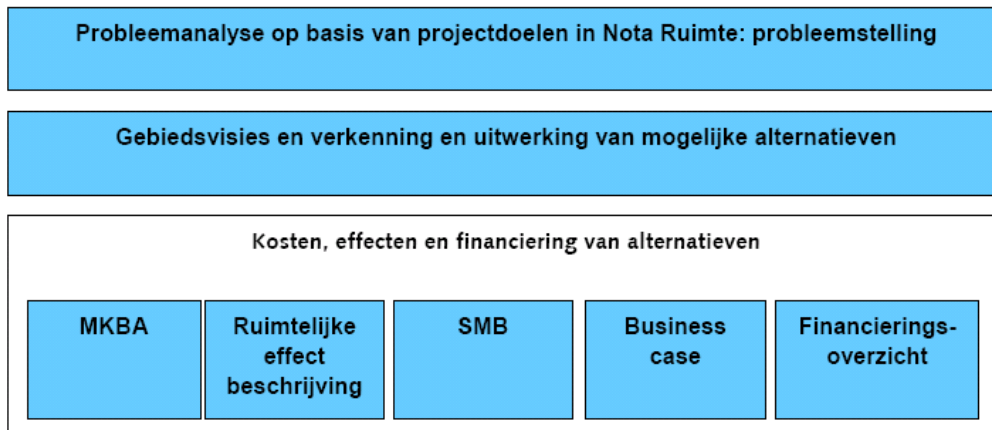 Probleemanalyse op basis van projectdoelen in Nota Ruimte: probleemstelling
Gebiedsvisies en verkenning en uitwerking van mogelijke alternatieven
Kosten, effecten en financiering van alternatieven
MKBA
Ruimtelijke
effect
beschrijving
SMB
Business
case
Financierings-
overzicht